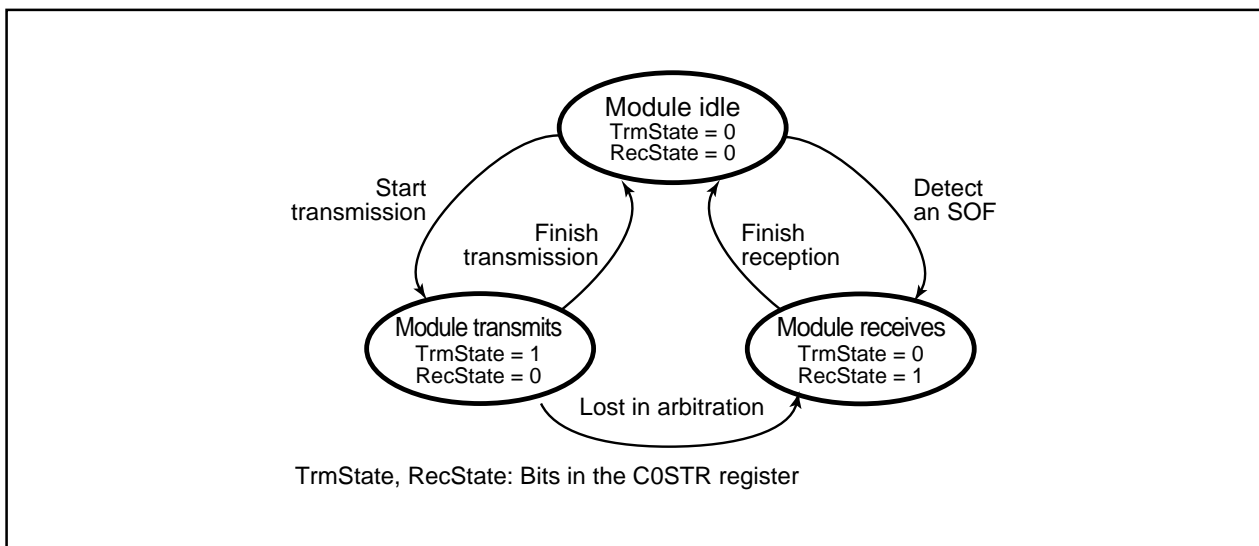 Module idle
TrmState = 0
RecState = 0
Start
transmission
Detect
an SOF
Finish
transmission
Finish
reception
Module transmits
TrmState = 1
RecState = 0
Module receives
TrmState = 0
RecState = 1
Lost in arbitration
TrmState, RecState: Bits in the C0STR register